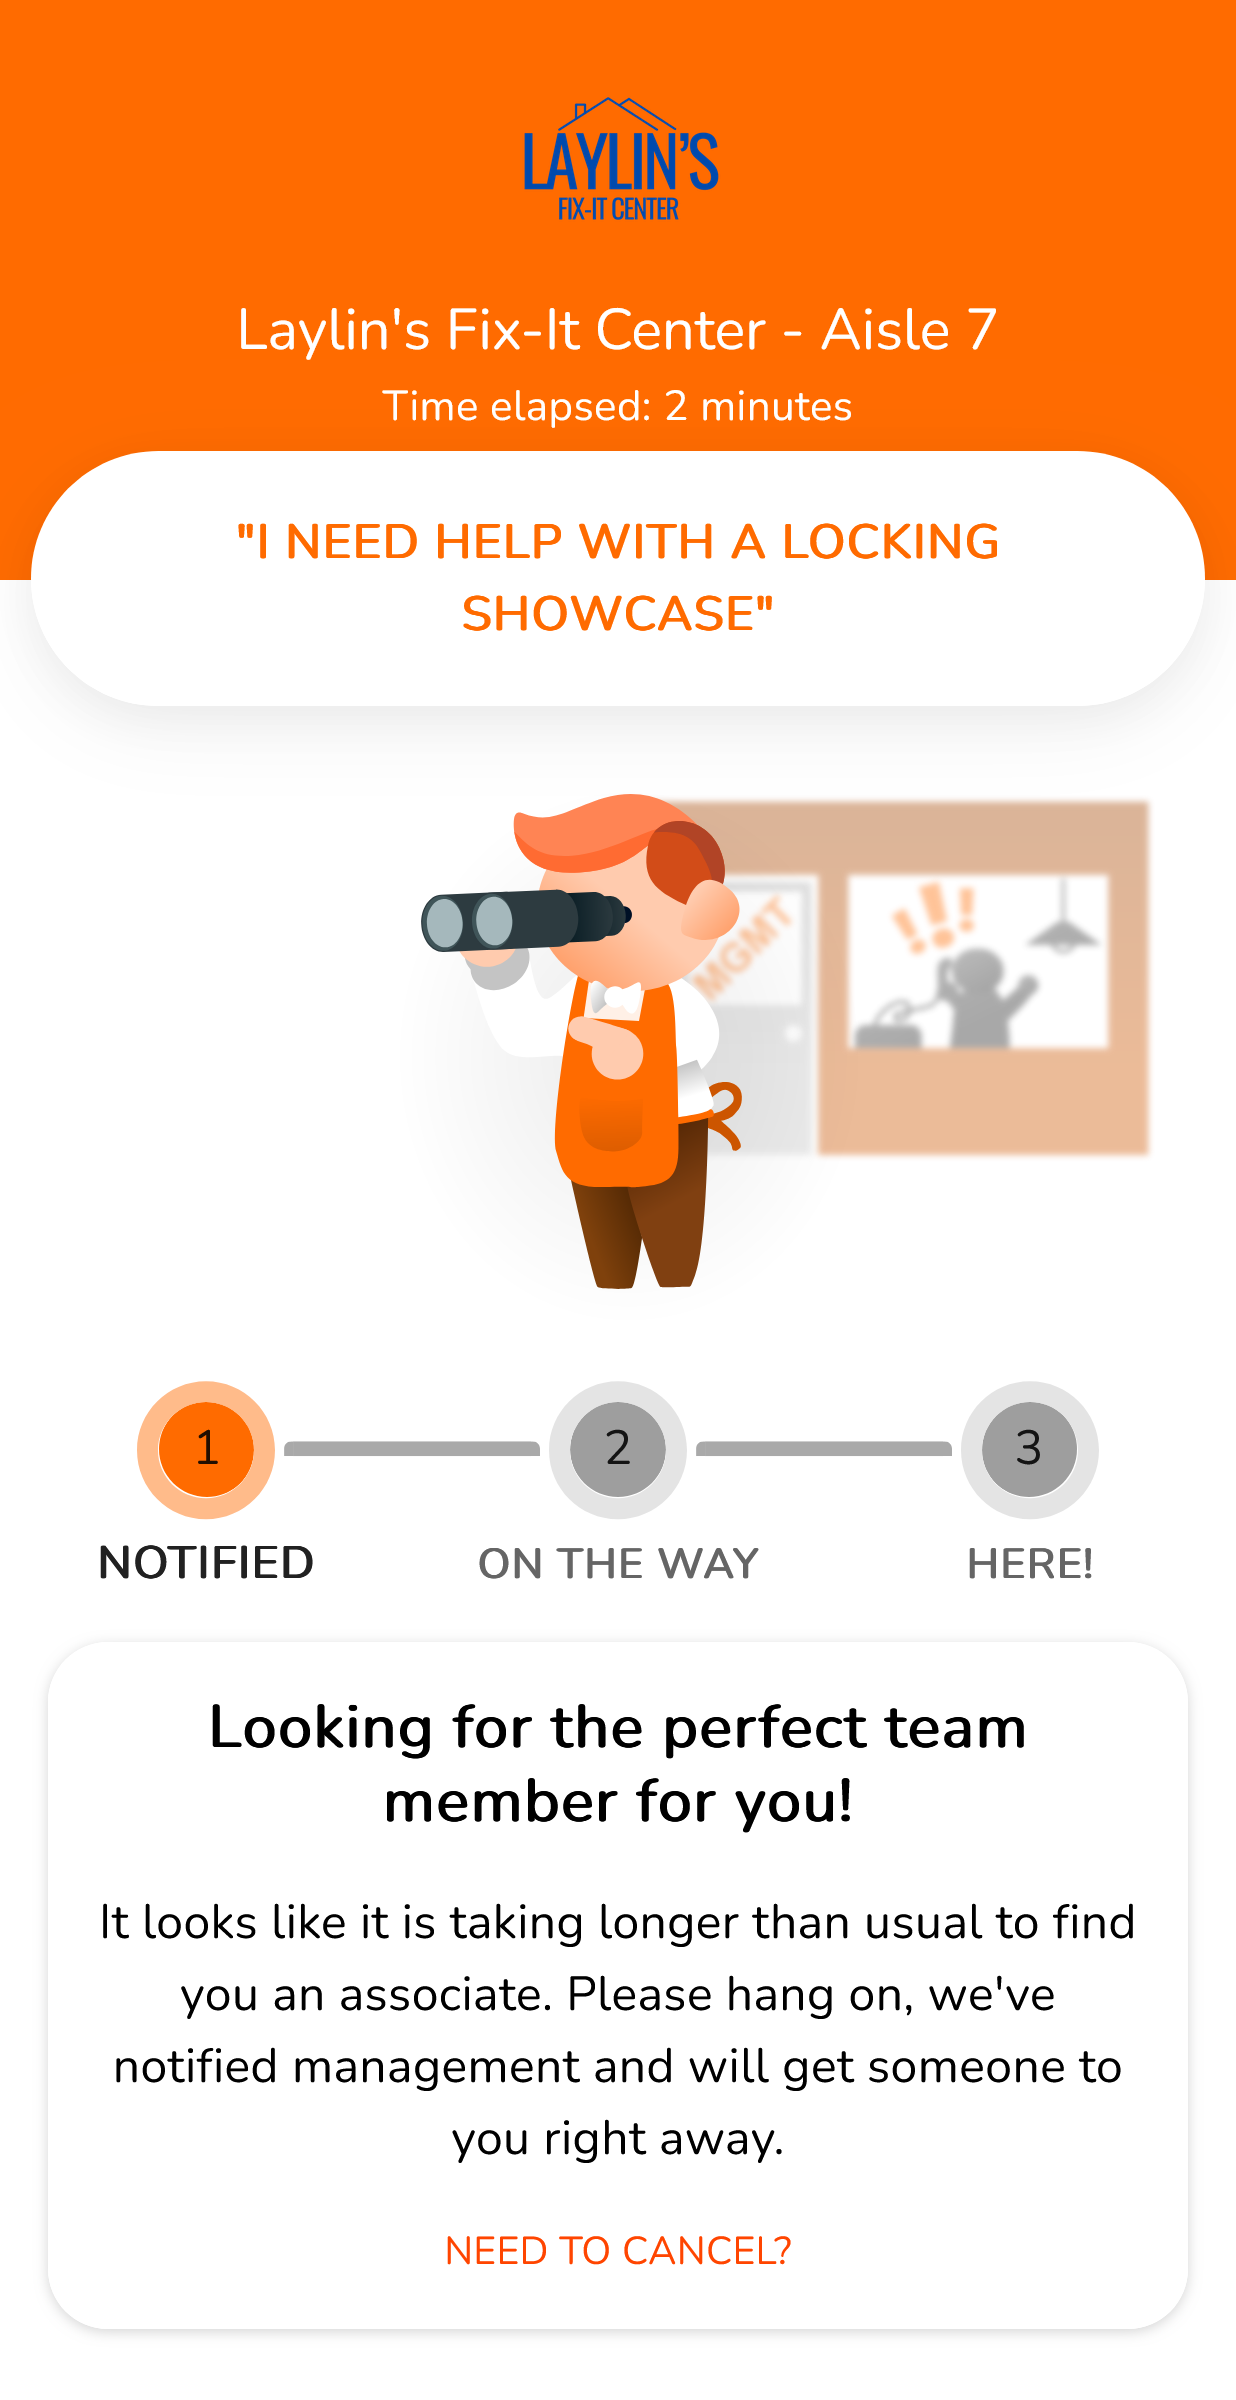 LAYLIN'S
FIX-IT CENTER
Laylin's Fix-It Center - Aisle 7
Time elapsed: 2 minutes
"I NEED HELP WITH A LOCKING
SHOWCASE"
MGMT
!!!
1
2
3
NOTIFIED
ON THE WAY
HERE!
Looking for the perfect team
member for you!
It looks like it is taking longer than usual to find
you an associate. Please hang on, we've
notified management and will get someone to
you right away.
NEED TO CANCEL?